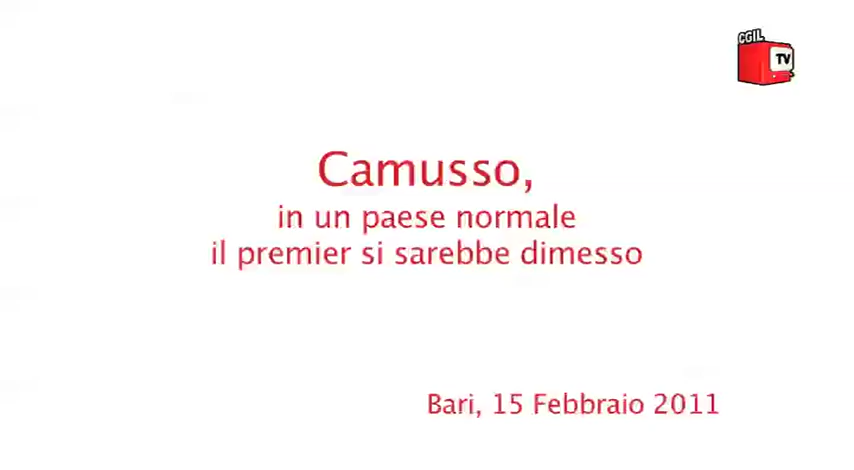 CGIL
TV
Camusso,
in un paese normale
il premier si sarebbe dimesso
Bari, 15 Febbraio 2011